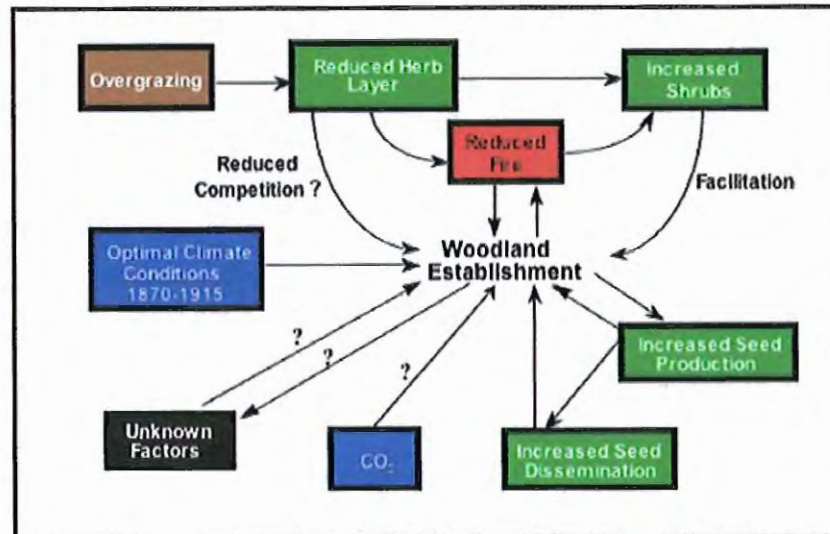 Overgrazing
Reduced Herb
Layer
Increased
Shrubs
Reduced
Fire
Reduced
Competition ?
Facilitation
Optimal Climate
Conditions
1870-1915
Woodland
Establishment
?
?
?
Increased Seed
Production
Unknown
Factors
CO₂
Increased Seed
Dissemination